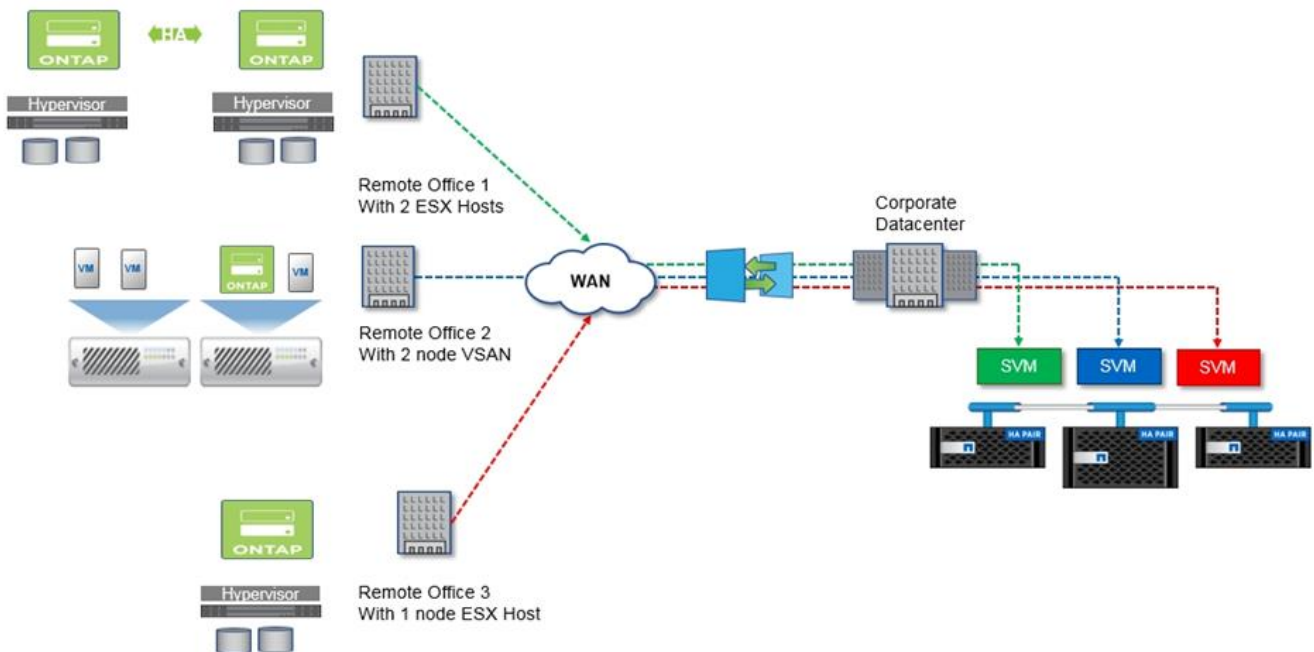 ONTAP
HA
ONTAP
Hypervisor
Hypervisor
Remote Office 1
With 2 ESX Hosts
VM
VM
ONTAP
VM
Remote Office 2
With 2 node VSAN
WAN
Corporate
Datacenter
SVM
SVM
SVM
HA PAIR
HA PAIR
HA PAIR
ONTAP
Hypervisor
Remote Office 3
With 1 node ESX Host